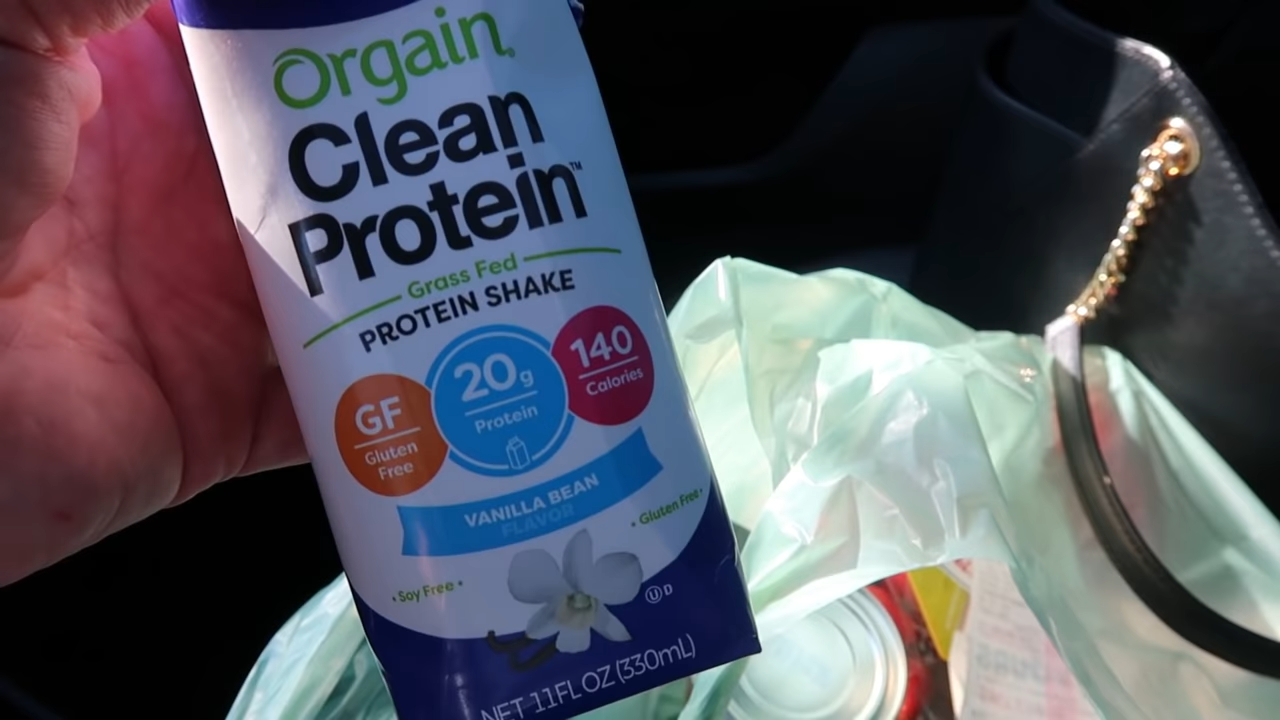 Orgain
Clean
Protein™
Grass Fed
PROTEIN SHAKE
GF
Gluten
Free
20g
Protein
140
Calories
VANILLA BEAN
FLAVOR
• Gluten Free •
• Soy Free •
U D
NET 11FL OZ (330mL)